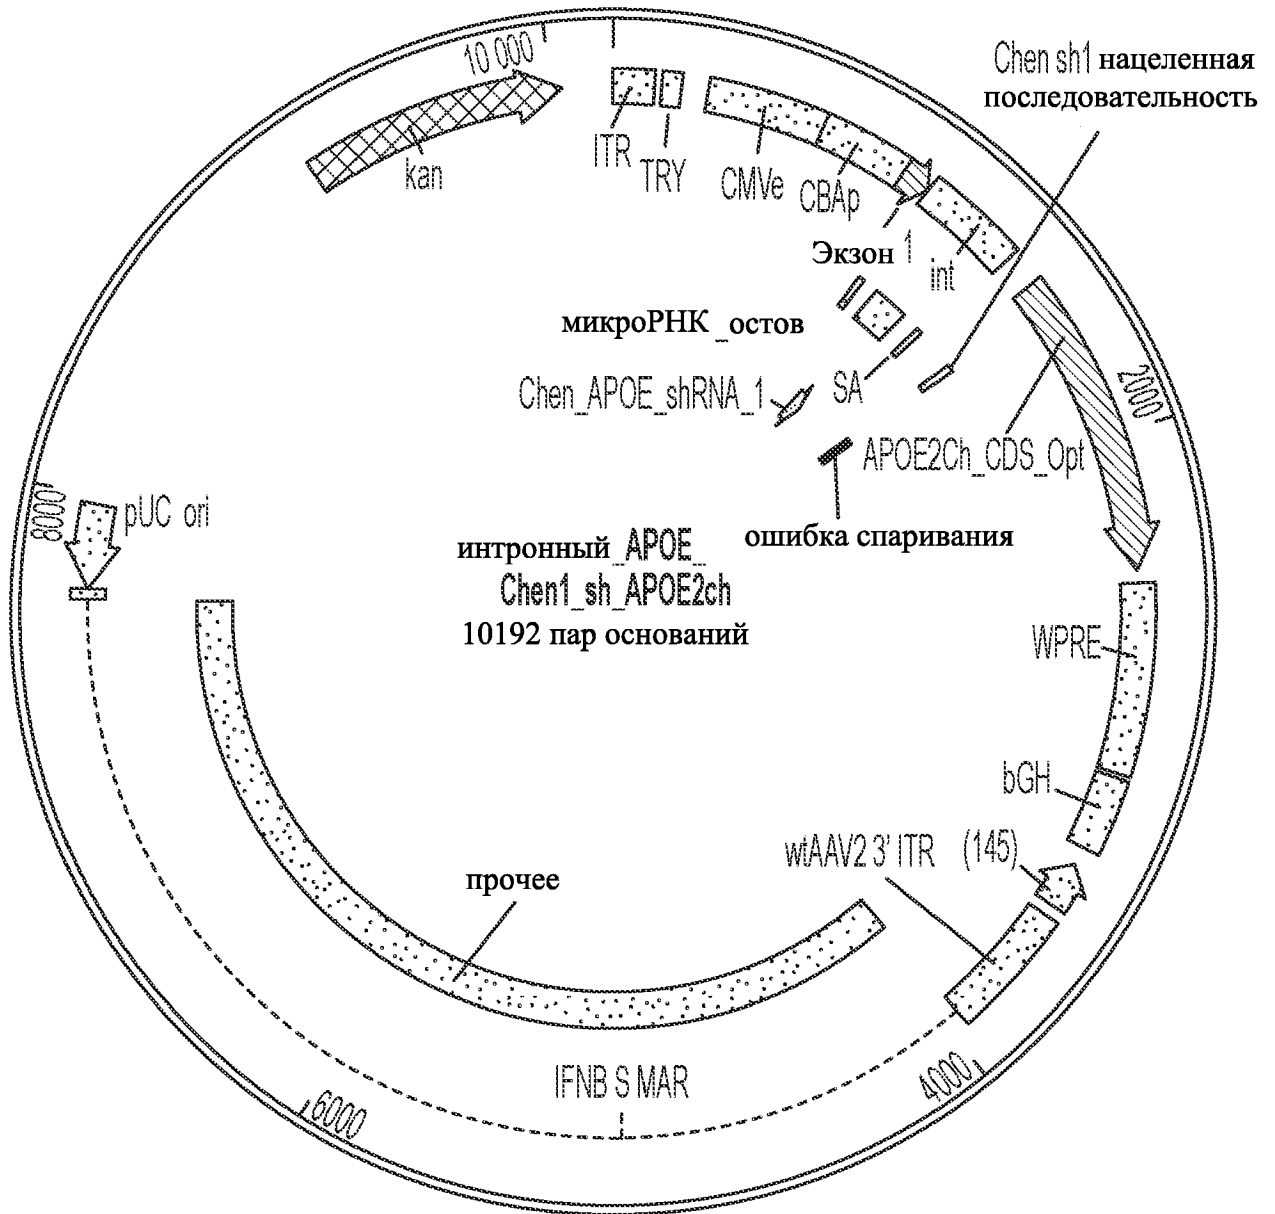 10 000
Chen sh1 нацеленная
последовательность
kan
ITR
TRY
CMVe
CBAp
Экзон 1
int
микроРНК_остов
Chen_APOE_shRNA_1
SA
2000
APOE2Ch_CDS_Opt
8000
pUC ori
ошибка спаривания
интронный_APOE_
Chen1_sh_APOE2ch
10192 пар оснований
WPRE
bGH
wtAAV2 3' ITR (145)
прочее
IFNB S MAR
4000
6000